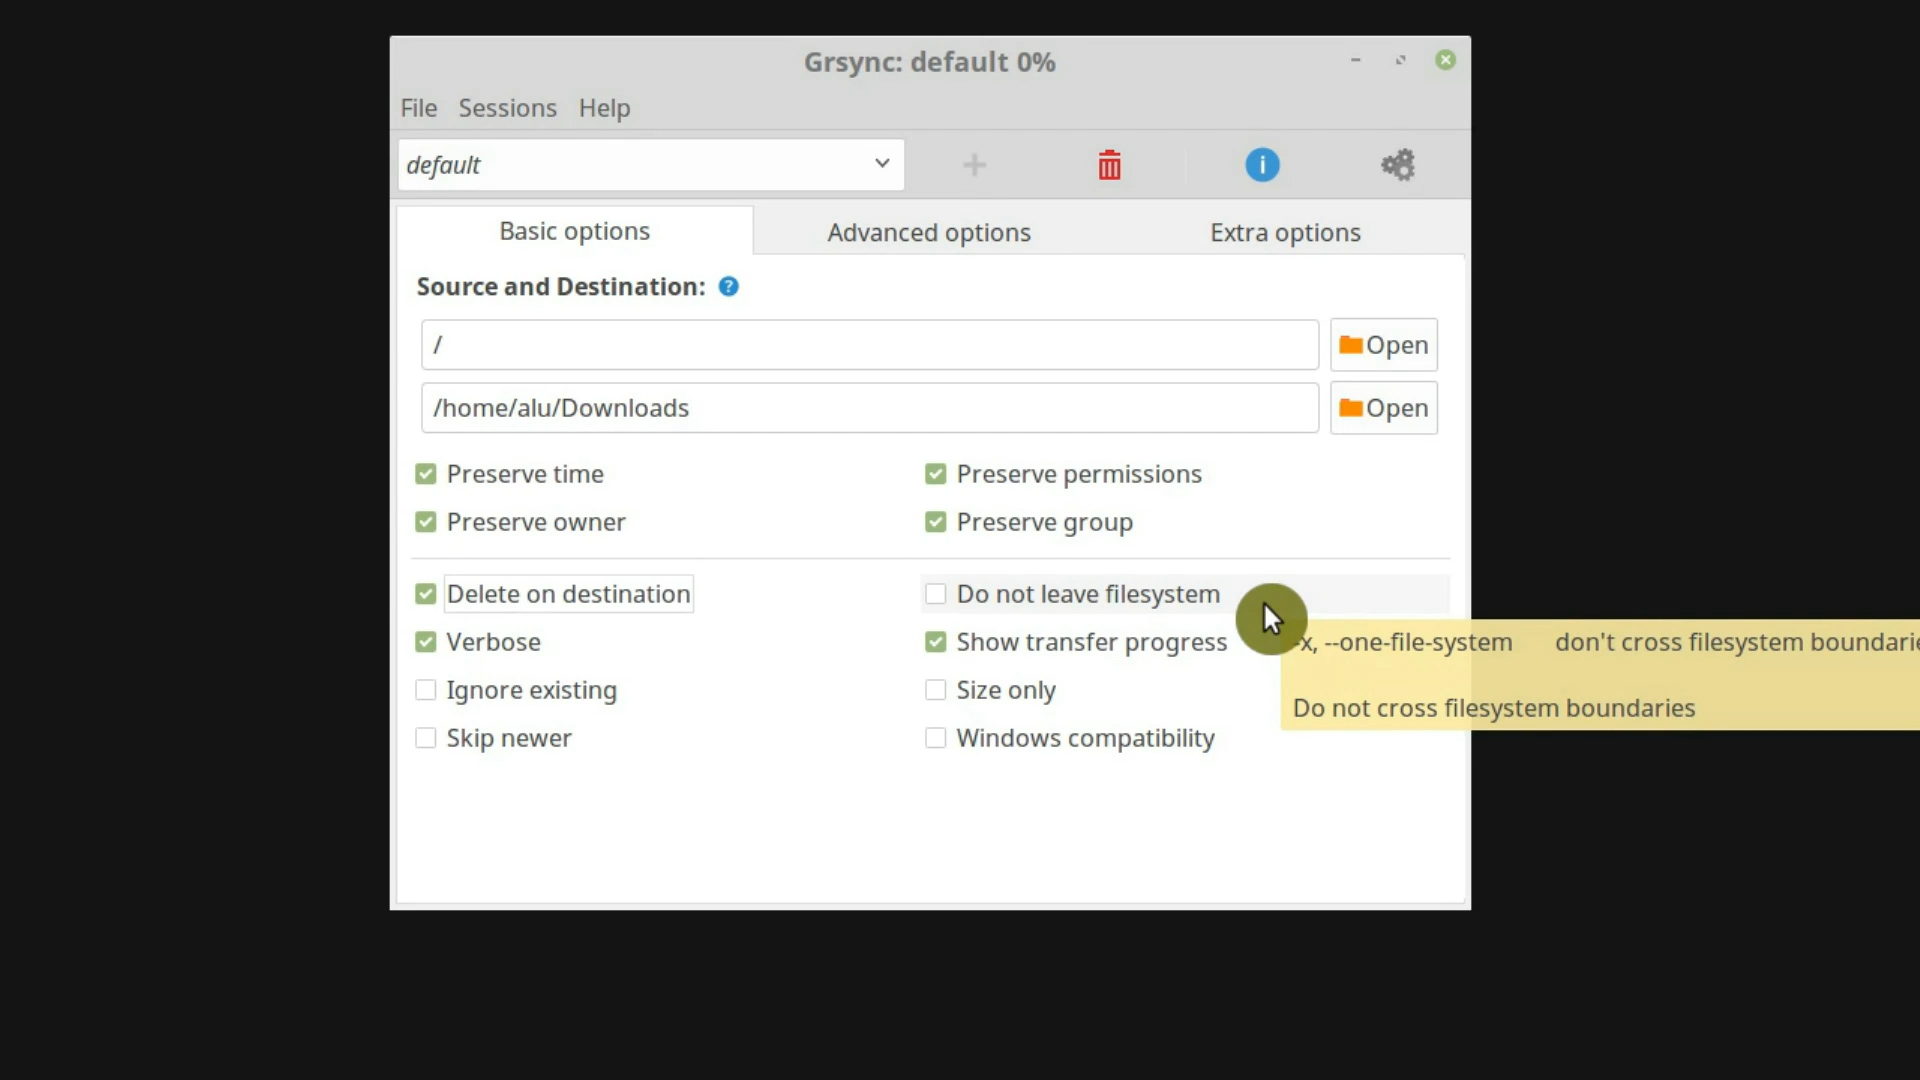 Grsync: default 0%
File Sessions Help
default
Basic options Advanced options Extra options
Source and Destination:
/
Open
/home/alu/Downloads
Open
Preserve time Preserve permissions
Preserve owner Preserve group
Delete on destination Do not leave filesystem
Verbose Show transfer progress
x, --one-file-system don't cross filesystem
Ignore existing Size only
Do not cross filesystem boundaries
Skip newer Windows compatibility